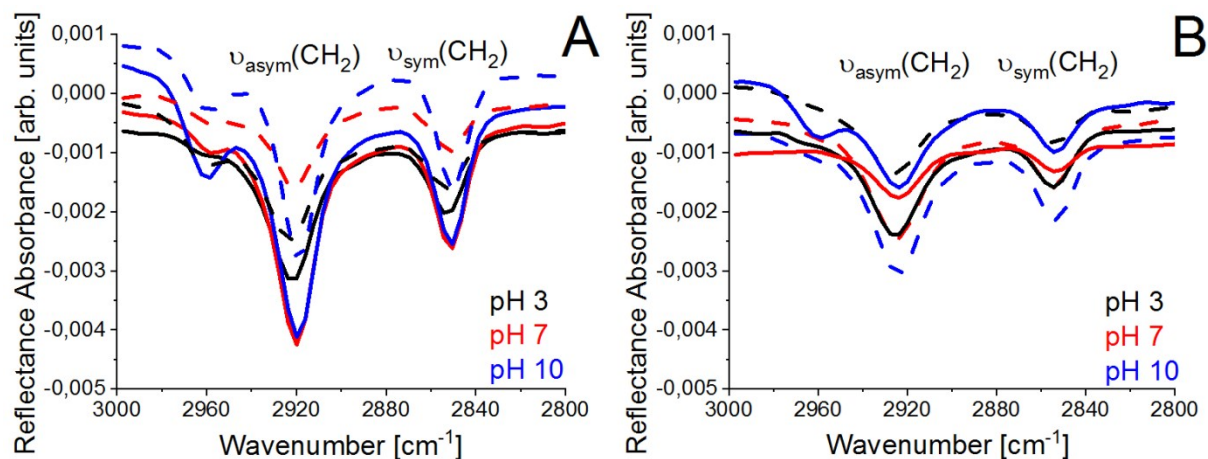 A
υasym(CH2) υsym(CH2)
0,001
0,000
-0,001
-0,002
-0,003
-0,004
-0,005
Reflectance Absorbance [arb. units]
pH 3
pH 7
pH 10
3000 2960 2920 2880 2840 2800
Wavenumber [cm-1]
B
υasym(CH2) υsym(CH2)
0,001
0,000
-0,001
-0,002
-0,003
-0,004
-0,005
Reflectance Absorbance [arb. units]
pH 3
pH 7
pH 10
3000 2960 2920 2880 2840 2800
Wavenumber [cm-1]